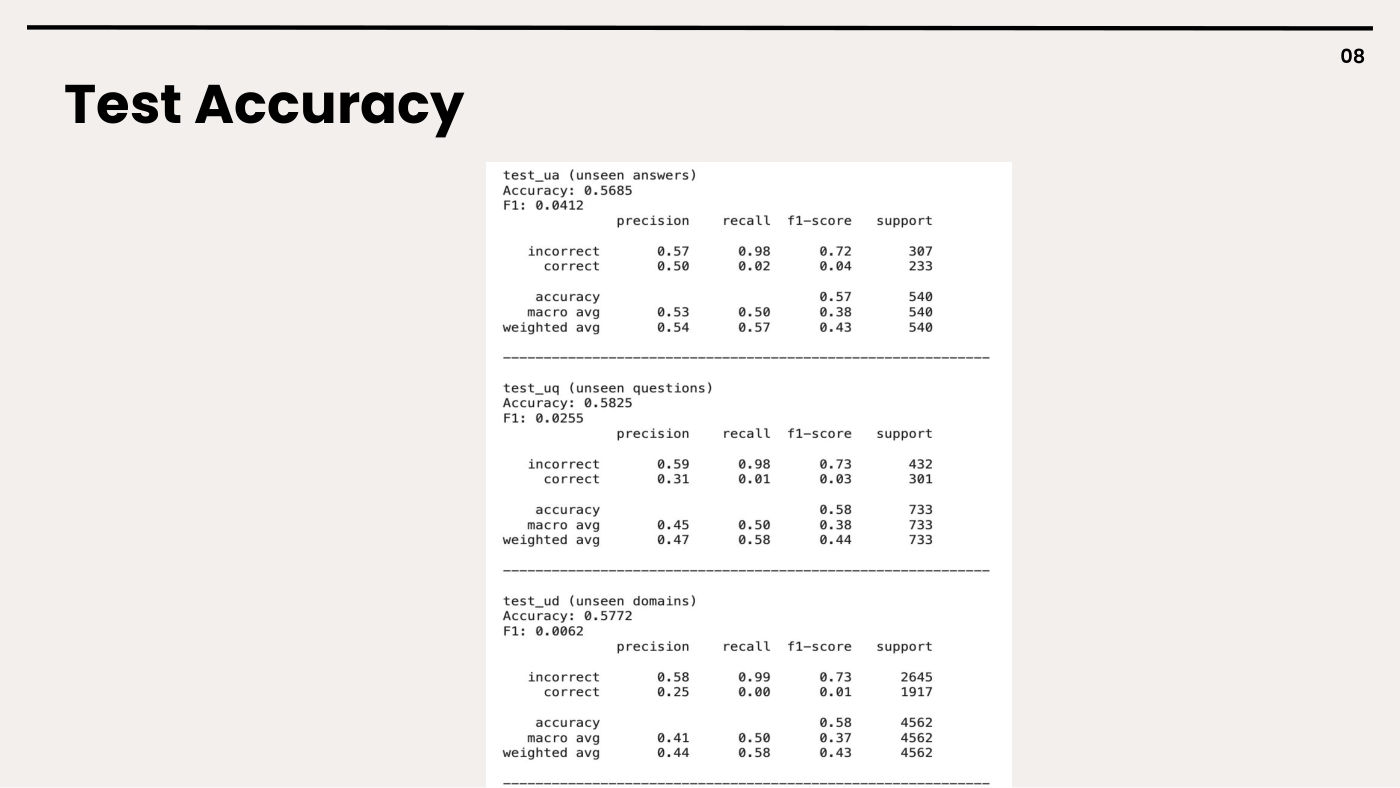 08
Test Accuracy
test_ua (unseen answers)
Accuracy: 0.5685
F1: 0.0412
precision recall f1-score support
incorrect 0.57 0.98 0.72 307
correct 0.50 0.02 0.04 233
accuracy 0.57 540
macro avg 0.53 0.50 0.38 540
weighted avg 0.54 0.57 0.43 540
------------------------------------------------------------
test_uq (unseen questions)
Accuracy: 0.5825
F1: 0.0255
precision recall f1-score support
incorrect 0.59 0.98 0.73 432
correct 0.31 0.01 0.03 301
accuracy 0.58 733
macro avg 0.45 0.50 0.38 733
weighted avg 0.47 0.58 0.44 733
------------------------------------------------------------
test_ud (unseen domains)
Accuracy: 0.5772
F1: 0.0062
precision recall f1-score support
incorrect 0.58 0.99 0.73 2645
correct 0.25 0.00 0.01 1917
accuracy 0.58 4562
macro avg 0.41 0.50 0.37 4562
weighted avg 0.44 0.58 0.43 4562
------------------------------------------------------------